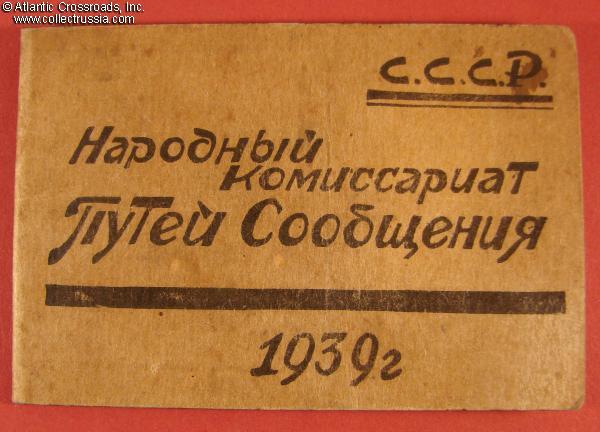 © Atlantic Crossroads, Inc.
www.collectrussia.com
С.С.С.Р.
Народный
Комиссариат
Путей Сообщения
1939г